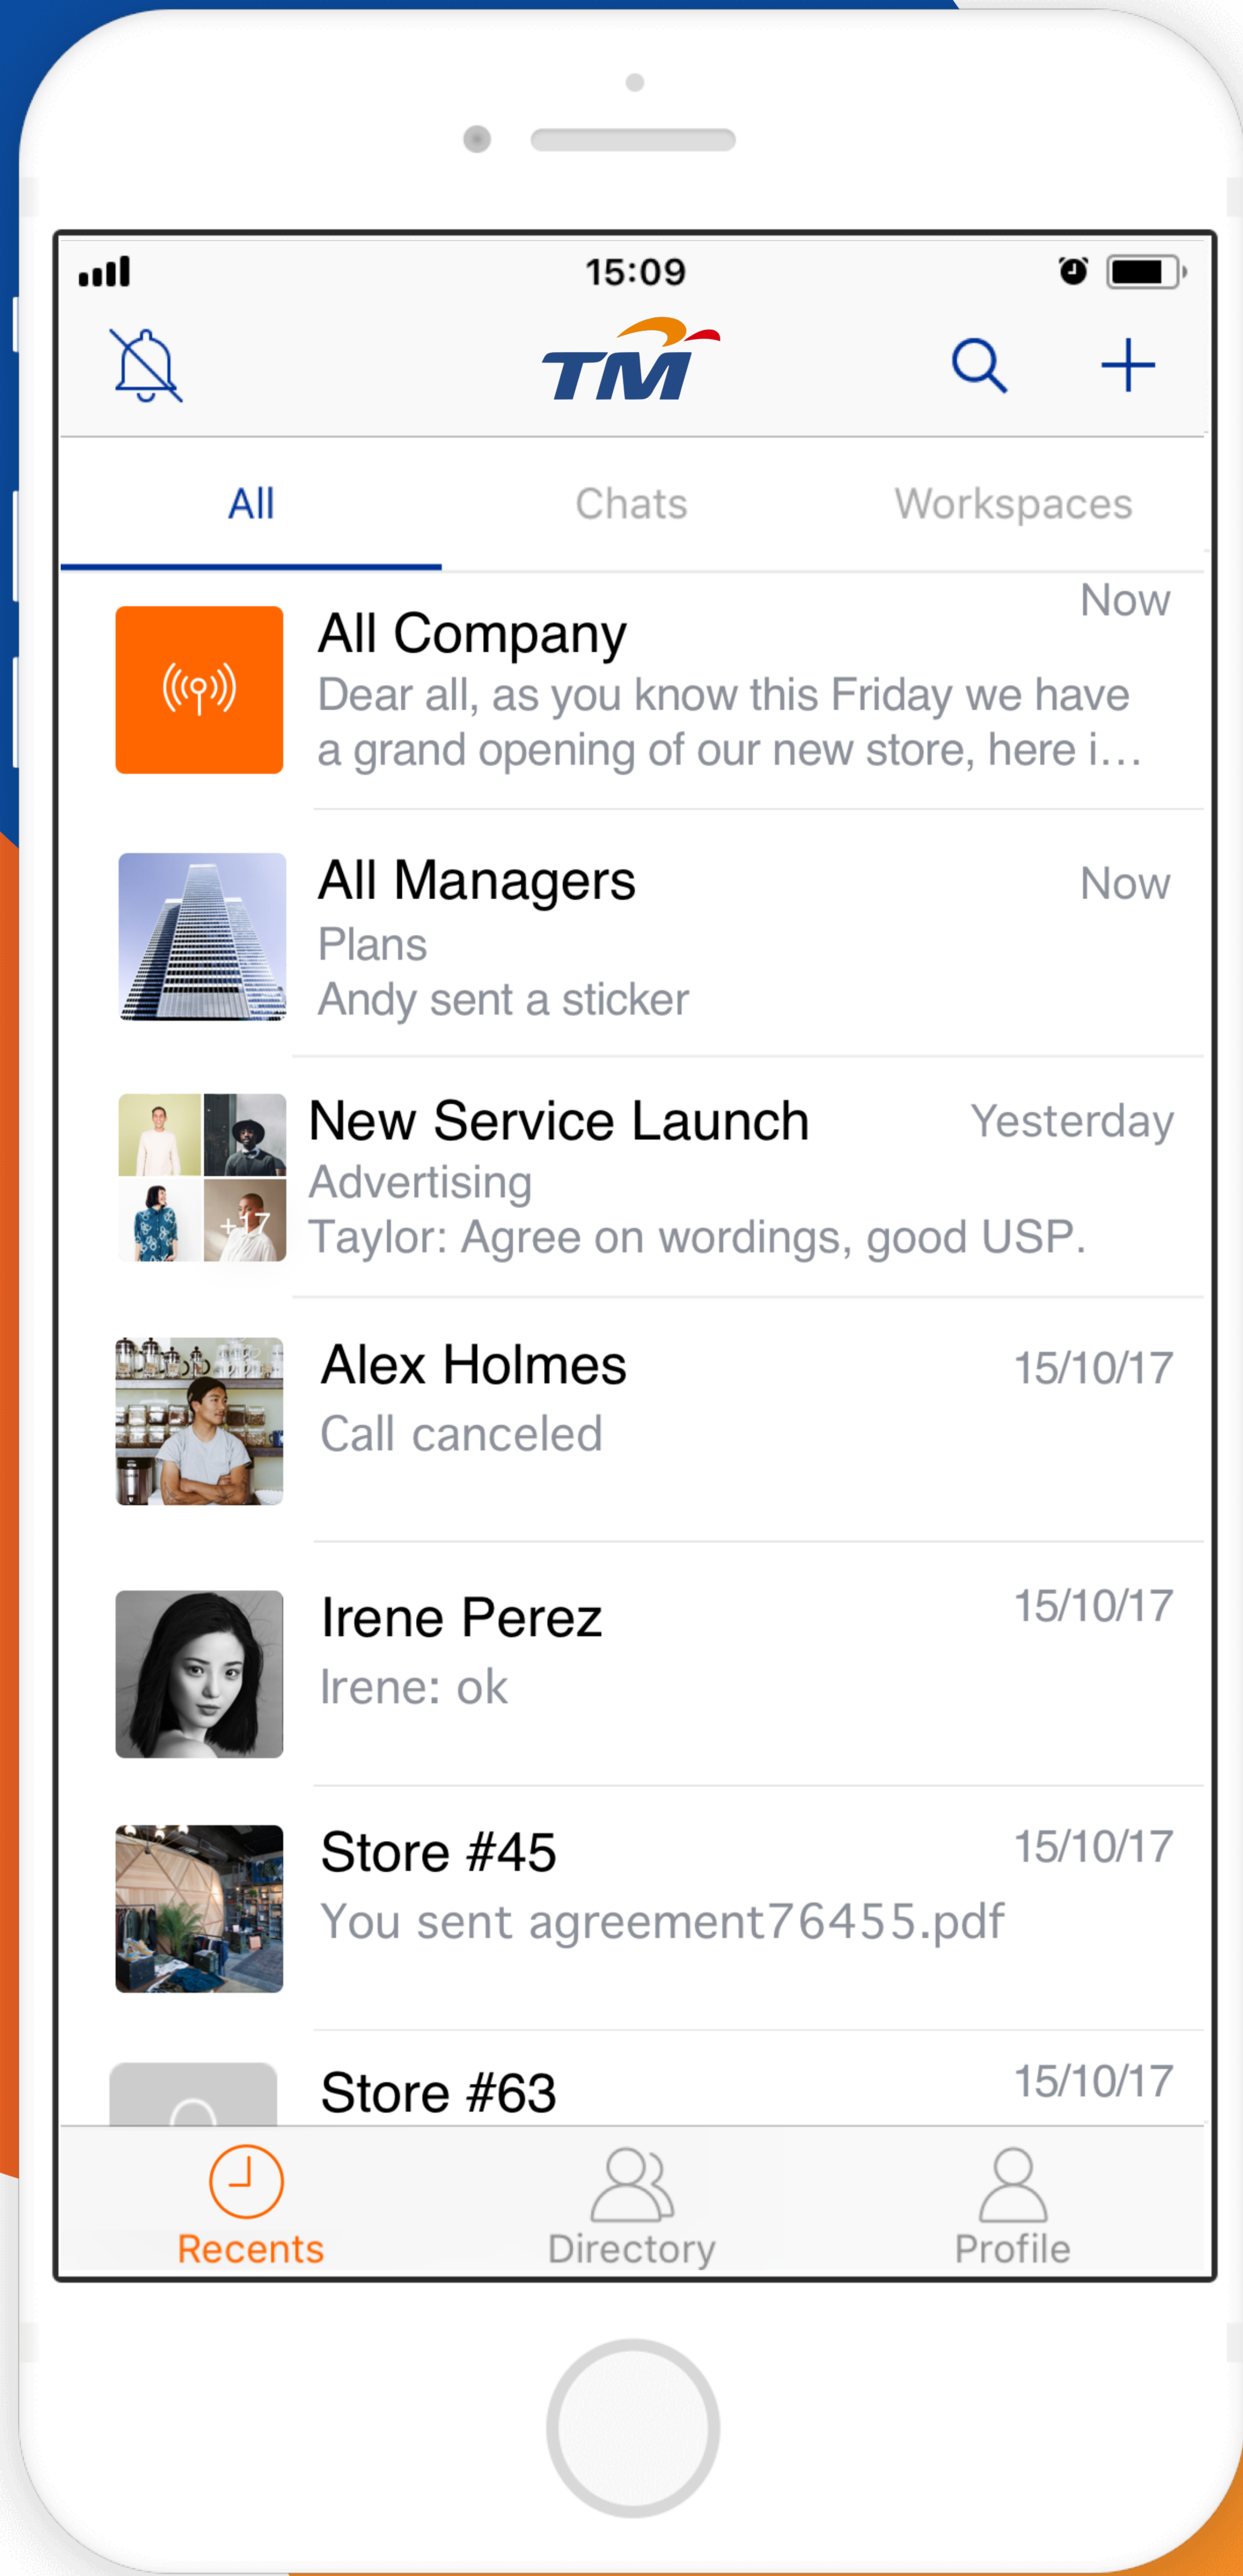 15:09
TM
All Chats Workspaces
All Company Now
Dear all, as you know this Friday we have
a grand opening of our new store, here i...
All Managers Now
Plans
Andy sent a sticker
New Service Launch Yesterday
Advertising
+17
Taylor: Agree on wordings, good USP.
Alex Holmes 15/10/17
Call canceled
Irene Perez 15/10/17
Irene: ok
Store #45 15/10/17
You sent agreement76455.pdf
Store #63 15/10/17
Recents Directory Profile